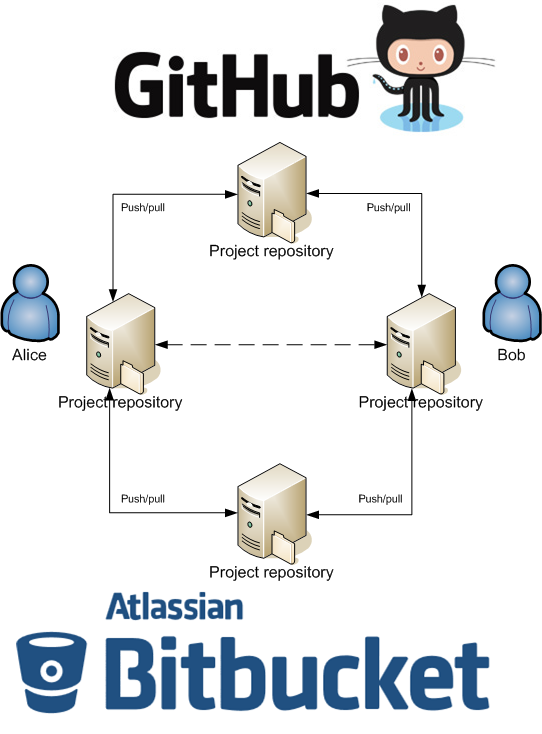 GitHub
Push/pull
Push/pull
Project repository
Alice
Bob
Project repository
Project repository
Push/pull
Push/pull
Project repository
Atlassian
Bitbucket